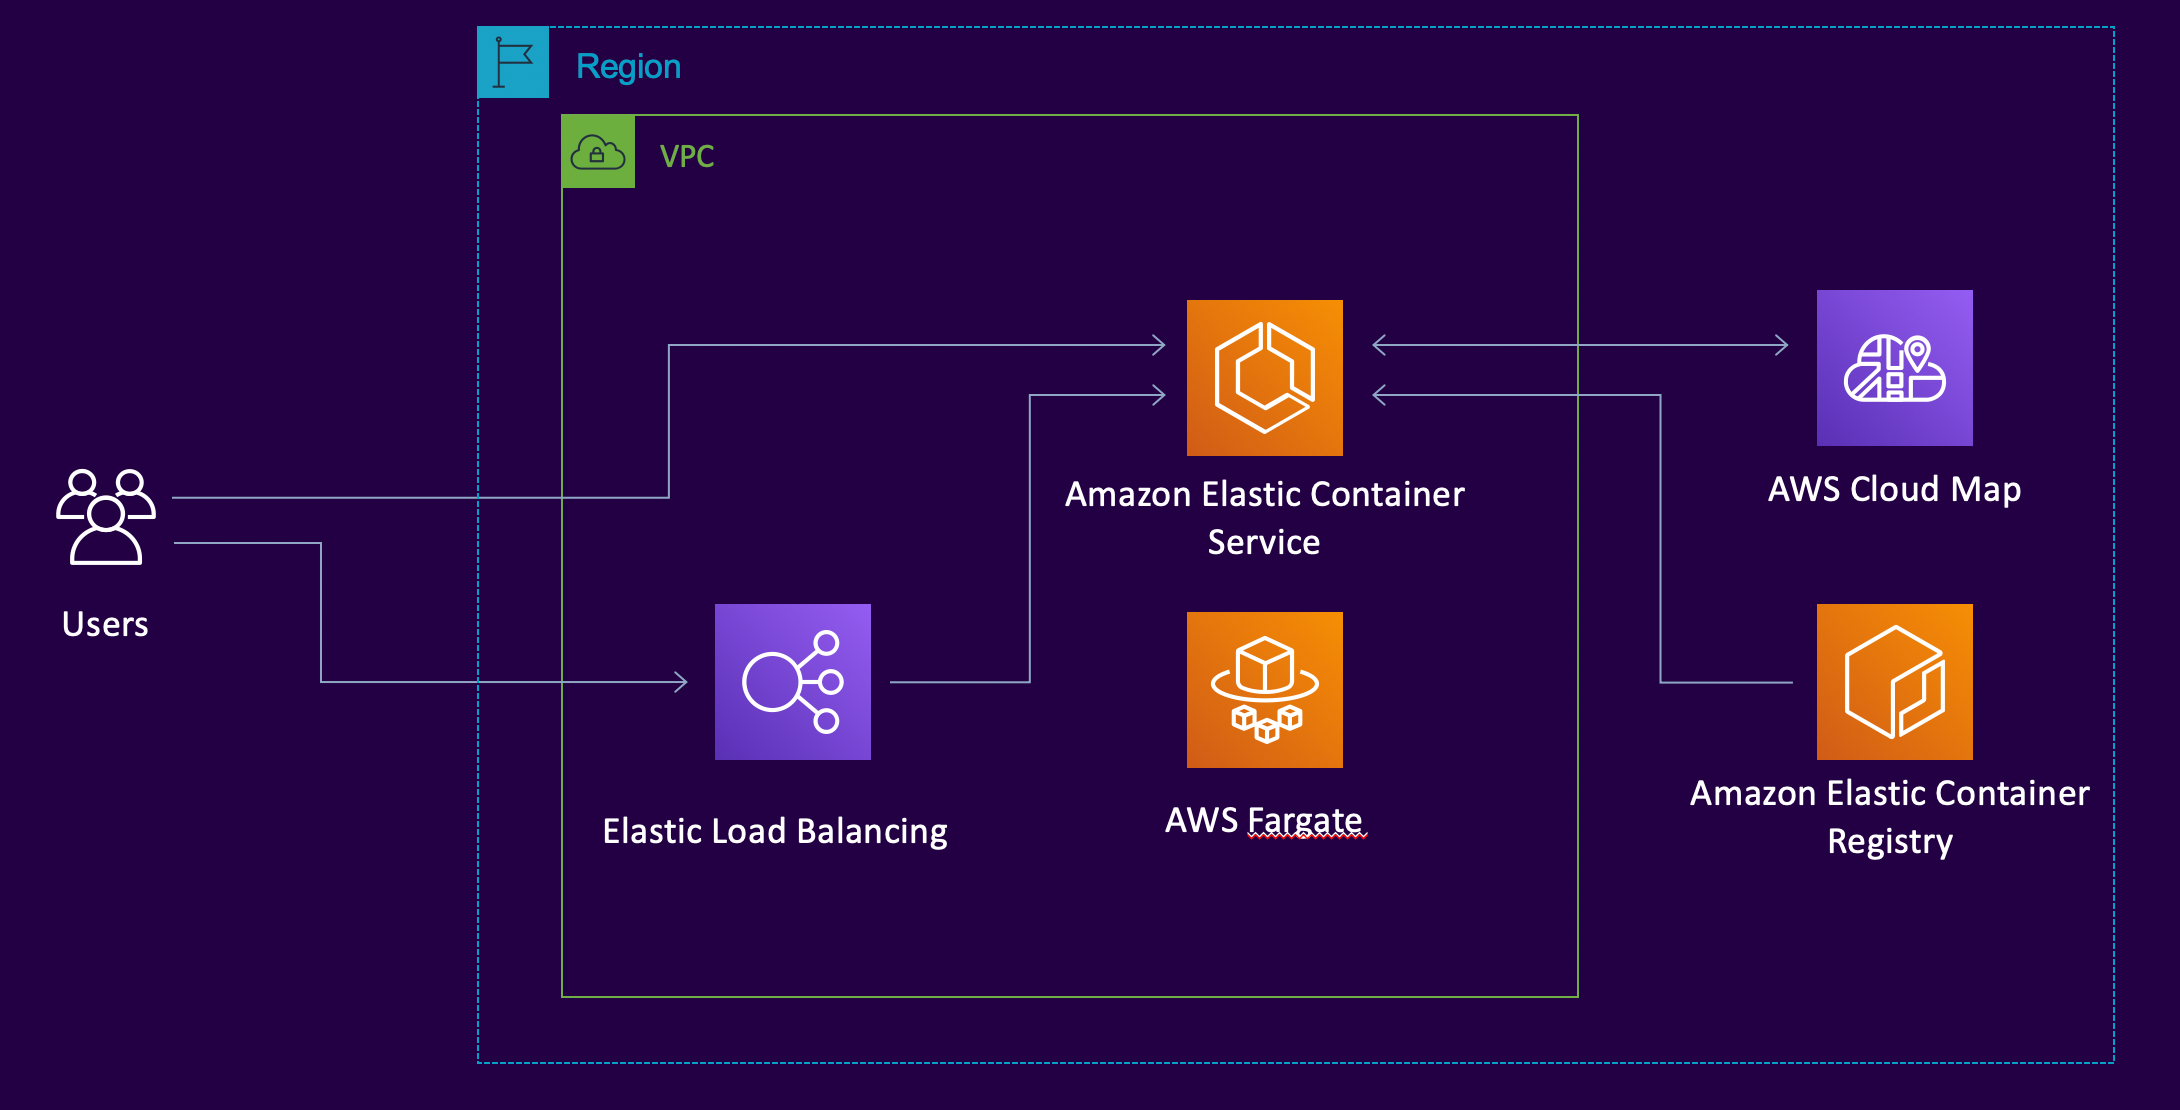 Region
VPC
Amazon Elastic Container
Service
AWS Cloud Map
Users
Elastic Load Balancing
AWS Fargate
Amazon Elastic Container
Registry